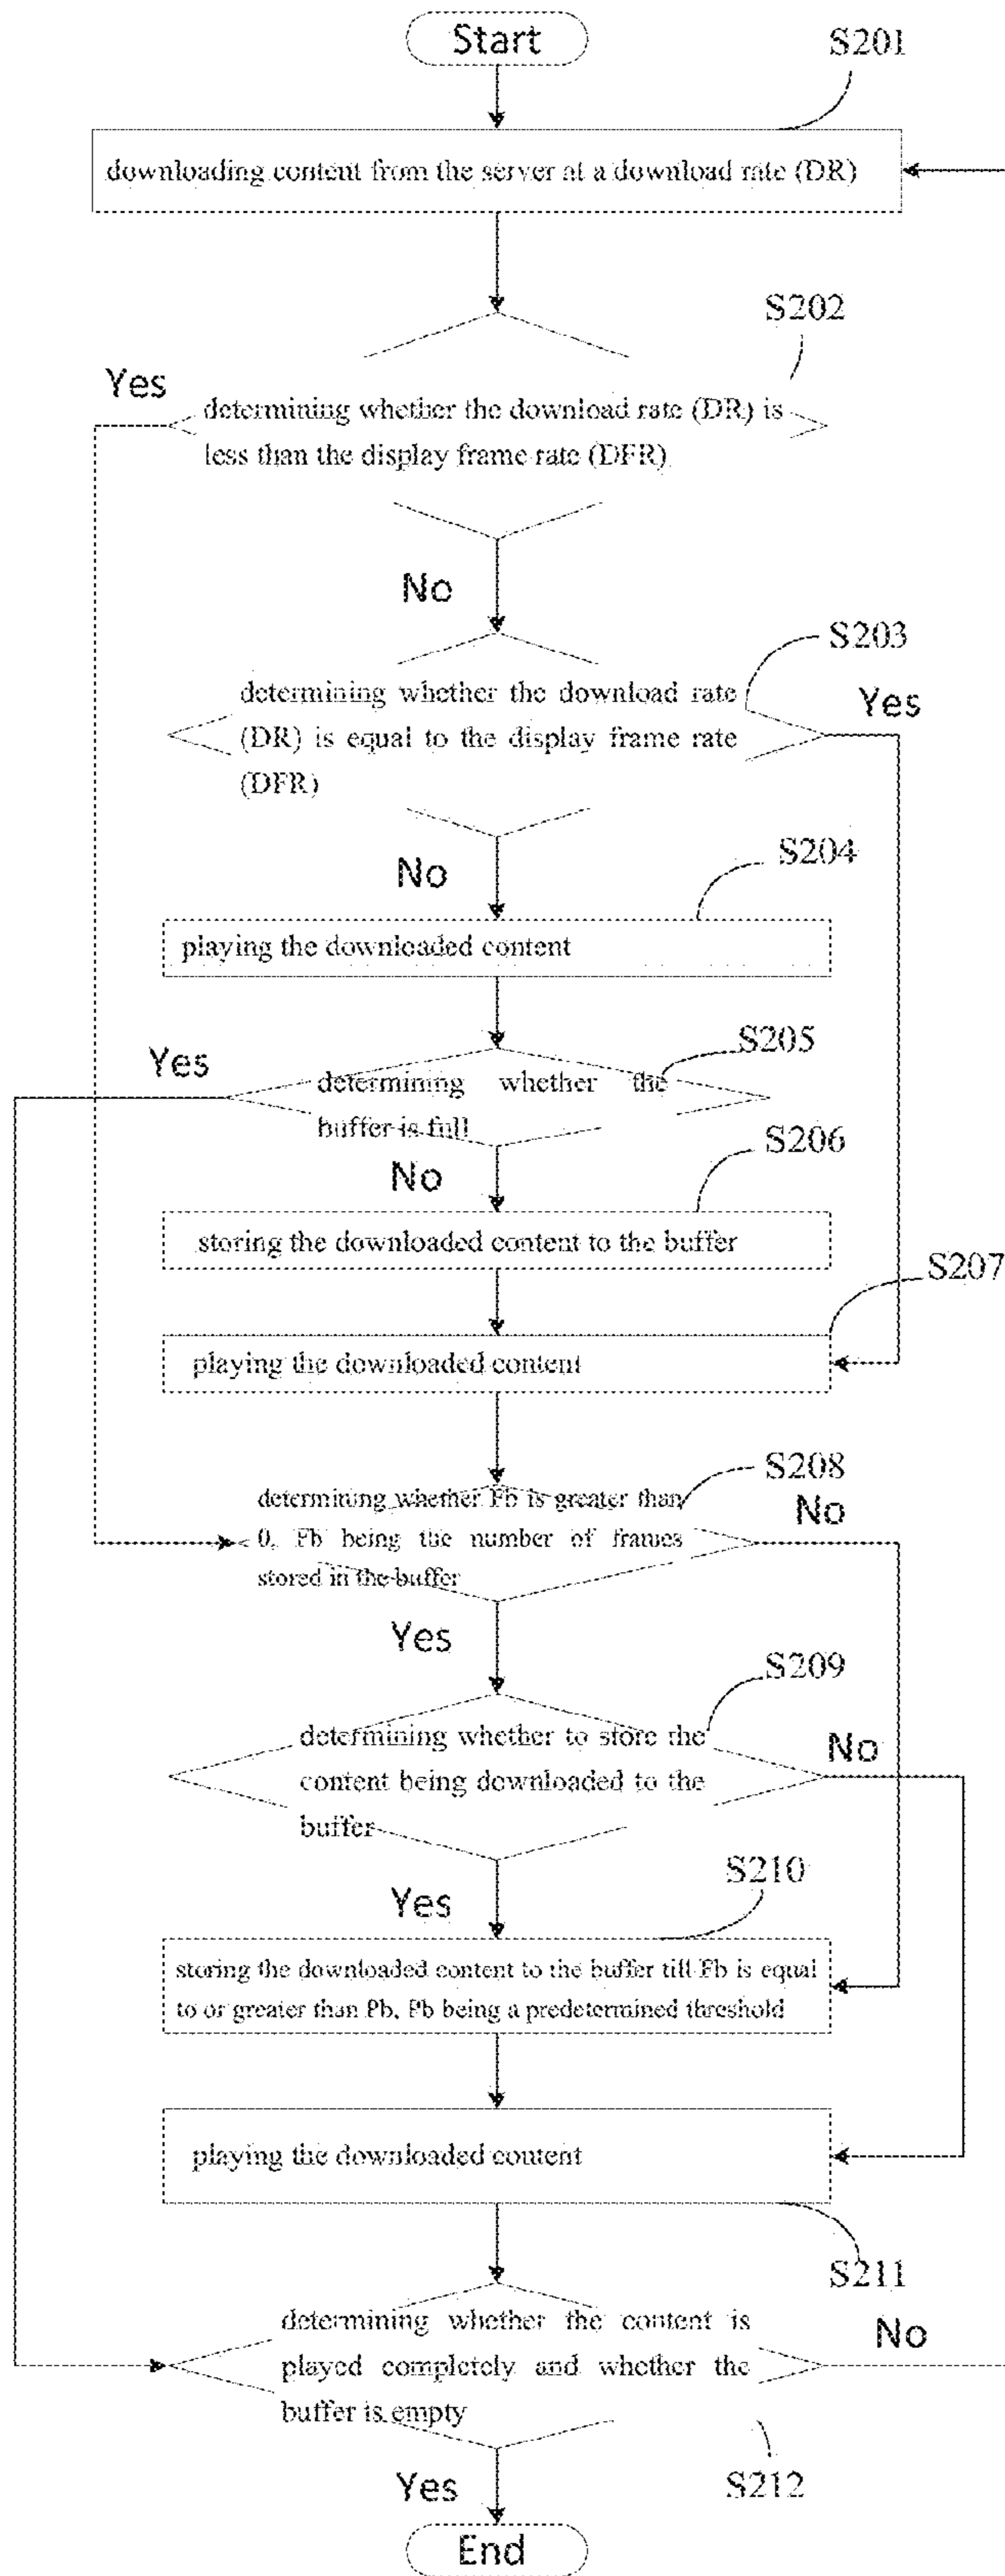 Start
S201
downloading content from the server at a download rate (DR)
S202
Yes
determining whether the download rate (DR) is
less than the display frame rate (DFR)
No
S203
determining whether the download rate
(DR) is equal to the display frame rate
(DFR)
Yes
No
S204
playing the downloaded content
S205
Yes
determining whether the
buffer is full
S206
No
storing the downloaded content to the buffer
S207
playing the downloaded content
S208
determining whether Fb is greater than
0, Fb being the number of frames
stored in the buffer
No
Yes
S209
determining whether to store the
content being downloaded to the
buffer
No
S210
Yes
storing the downloaded content to the buffer till Fb is equal
to or greater than Pb, Pb being a predetermined threshold
playing the downloaded content
S211
determining whether the content is
played completely and whether the
buffer is empty
No
Yes
S212
End